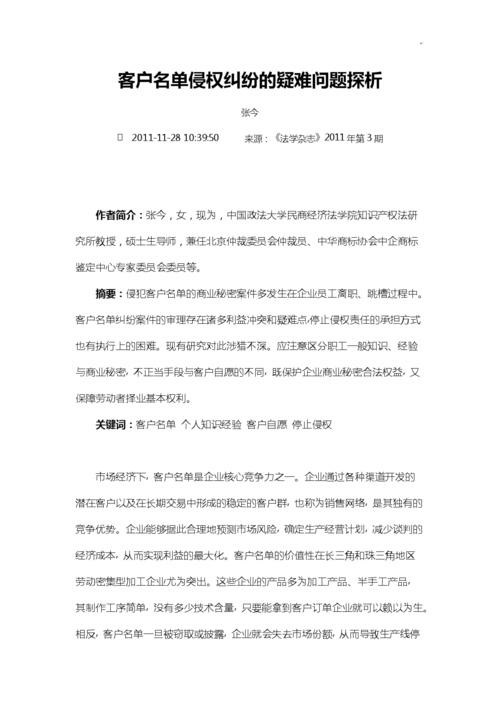 客户名单侵权纠纷的疑难问题探析
张今
2011-11-28 10:39:50 来源：《法学杂志》2011年第3期
作者简介：张今，女，现为，中国政法大学民商经济法学院知识产权法研
究所教授，硕士生导师，兼任北京仲裁委员会仲裁员、中华商标协会中企商标
鉴定中心专家委员会委员等。
摘要：侵犯客户名单的商业秘密案件多发生在企业员工离职、跳槽过程中。
客户名单纠纷案件的审理存在诸多利益冲突和疑难点,停止侵权责任的承担方式
也有执行上的困难。现有研究对此涉猎不深。应注意区分职工一般知识、经验
与商业秘密，不正当手段与客户自愿的不同，既保护企业商业秘密合法权益，又
保障劳动者择业基本权利。
关键词：客户名单 个人知识经验 客户自愿 停止侵权
市场经济下，客户名单是企业核心竞争力之一。企业通过各种渠道开发的
潜在客户以及在长期交易中形成的稳定的客户群，也称为销售网络，是其独有的
竞争优势。企业能够据此合理地预测市场风险，确定生产经营计划，减少谈判的
经济成本，从而实现利益的最大化。客户名单的价值性在长三角和珠三角地区
劳动密集型加工企业尤为突出。这些企业的产品多为加工产品、半手工产品，
其制作工序简单，没有多少技术含量，只要能拿到客户订单企业就可以赖以为生。
相反，客户名单一旦被窃取或披露，企业就会失去市场份额，从而导致生产线停